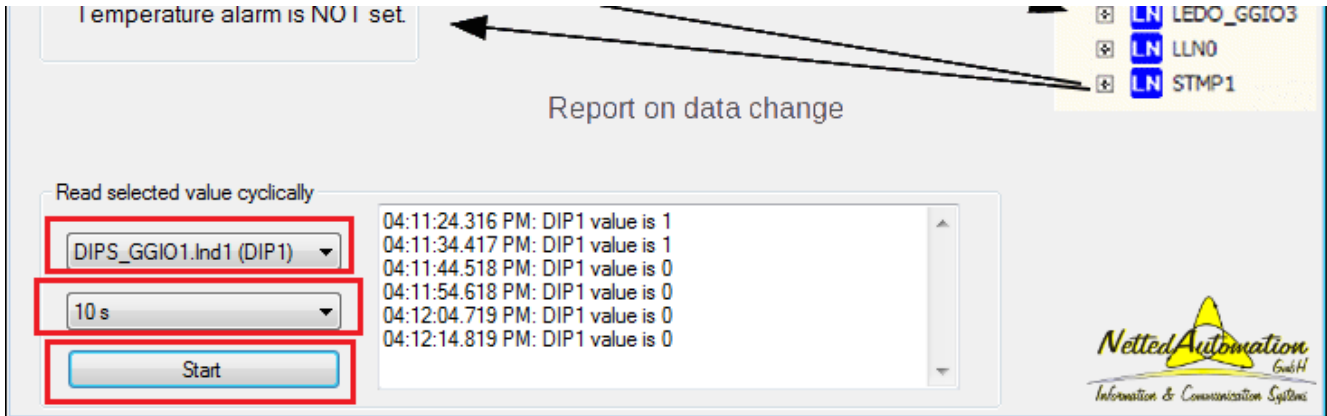 Temperature alarm is NOT set.
LN LEDO_GGIO3
LN LLN0
LN STMP1
Report on data change
Read selected value cyclically
DIPS_GGIO1.Ind1 (DIP1)
10 s
Start
04:11:24.316 PM: DIP1 value is 1
04:11:34.417 PM: DIP1 value is 1
04:11:44.518 PM: DIP1 value is 0
04:11:54.618 PM: DIP1 value is 0
04:12:04.719 PM: DIP1 value is 0
04:12:14.819 PM: DIP1 value is 0
NettedAutomation
GmbH
Information & Communication Systems